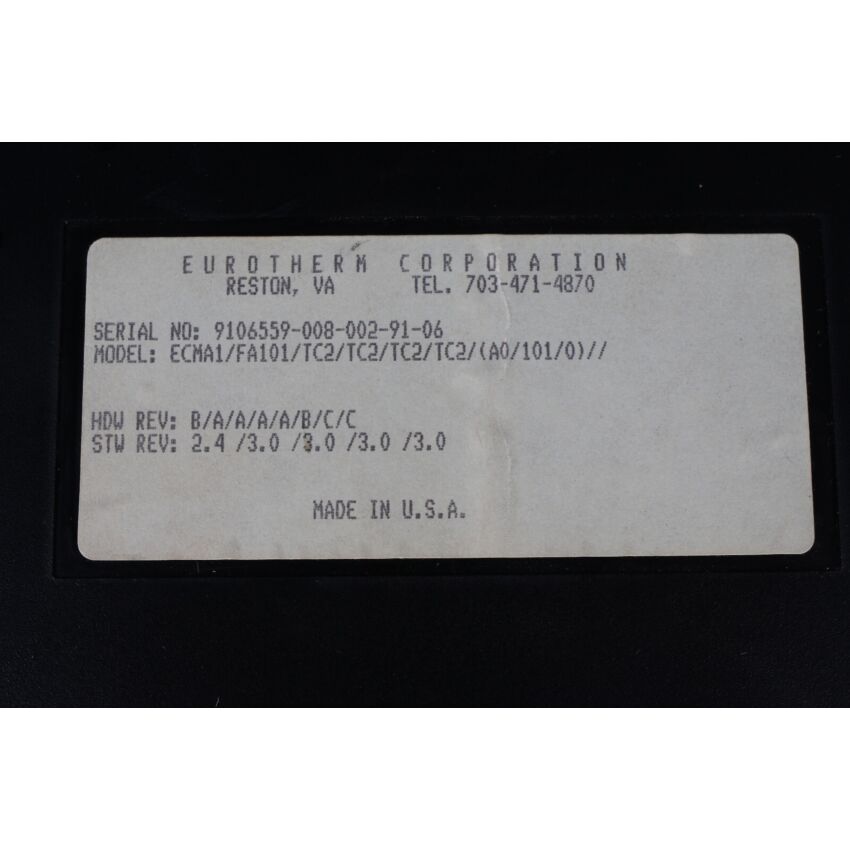 EUROTHERM CORPORATION
RESTON, VA TEL. 703-471-4870
SERIAL NO: 9106559-008-002-91-06
MODEL: ECMA1/FA101/TC2/TC2/TC2/TC2/(A0/101/0)//
HDW REV: B/A/A/A/A/B/C/C
STW REV: 2.4 /3.0 /3.0 /3.0 /3.0
MADE IN U.S.A.